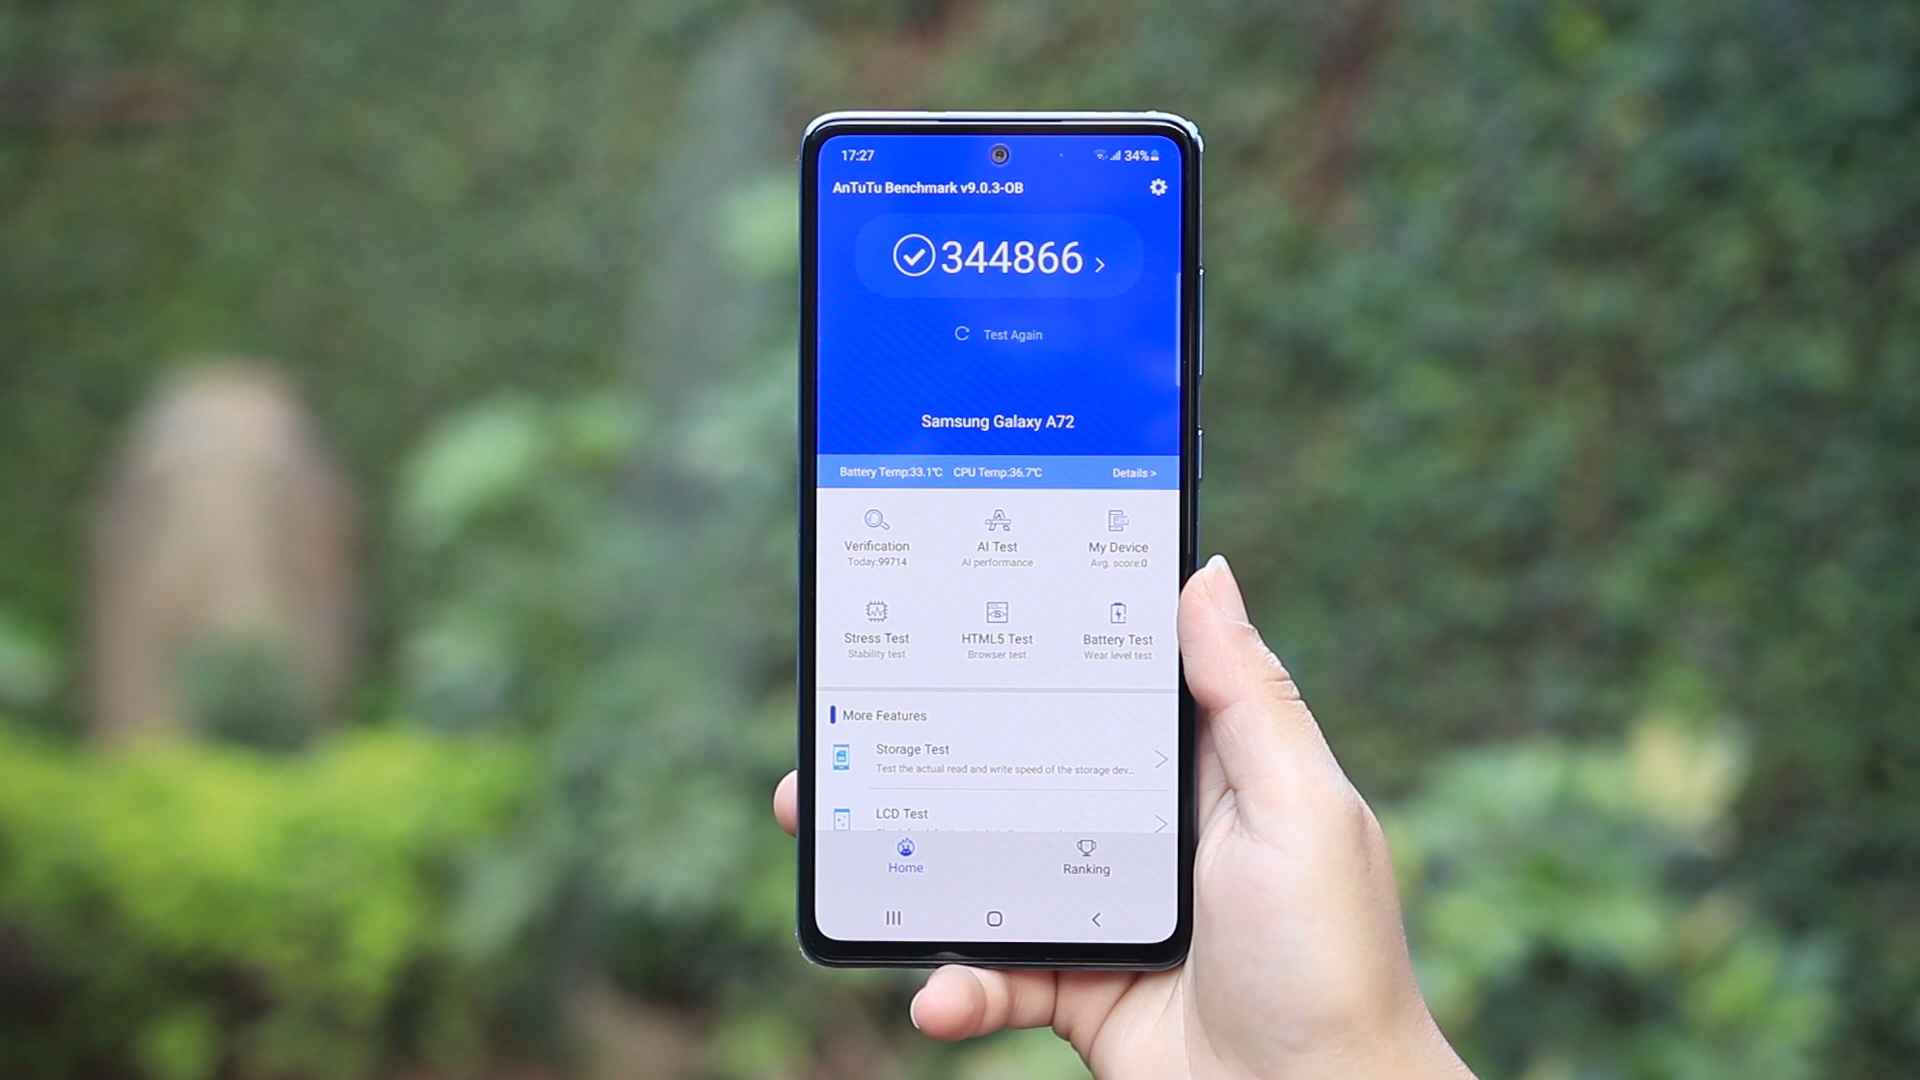 17:27 34%
AnTuTu Benchmark v9.0.3-OB
344866 >
Test Again
Samsung Galaxy A72
Battery Temp:33.1℃ CPU Temp:36.7℃ Details >
Verification AI Test My Device
Today:99714 AI performance Avg. score:0
Stress Test HTML5 Test Battery Test
Stability test Browser test Wear level test
More Features
Storage Test
Test the actual read and write speed of the storage dev...
LCD Test
Home Ranking